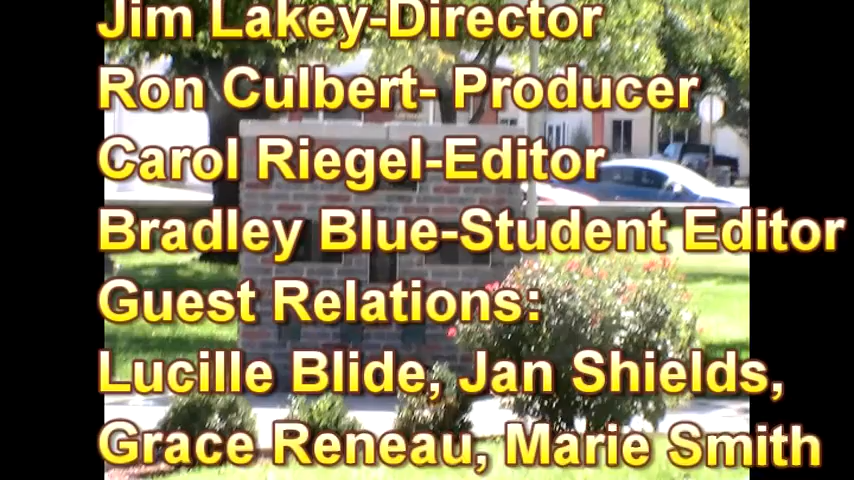 Jim Lakey-Director
Ron Culbert- Producer
Carol Riegel-Editor
Bradley Blue-Student Editor
Guest Relations:
Lucille Blide, Jan Shields,
Grace Reneau, Marie Smith